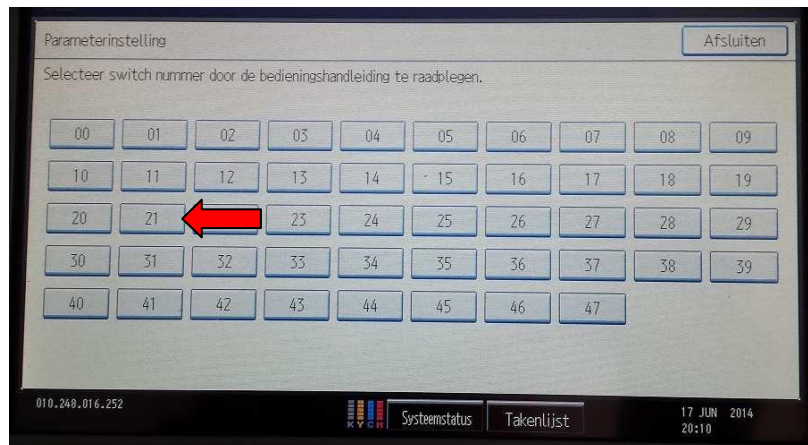 Parameterinstelling Afsluiten
Selecteer switch nummer door de bedieningshandleiding te raadplegen.
00 01 02 03 04 05 06 07 08 09
10 11 12 13 14 15 16 17 18 19
20 21 23 24 25 26 27 28 29
30 31 32 33 34 35 36 37 38 39
40 41 42 43 44 45 46 47
010.248.016.252
K Y C M Systeemstatus Takenlijst 17 JUN 2014
20:10